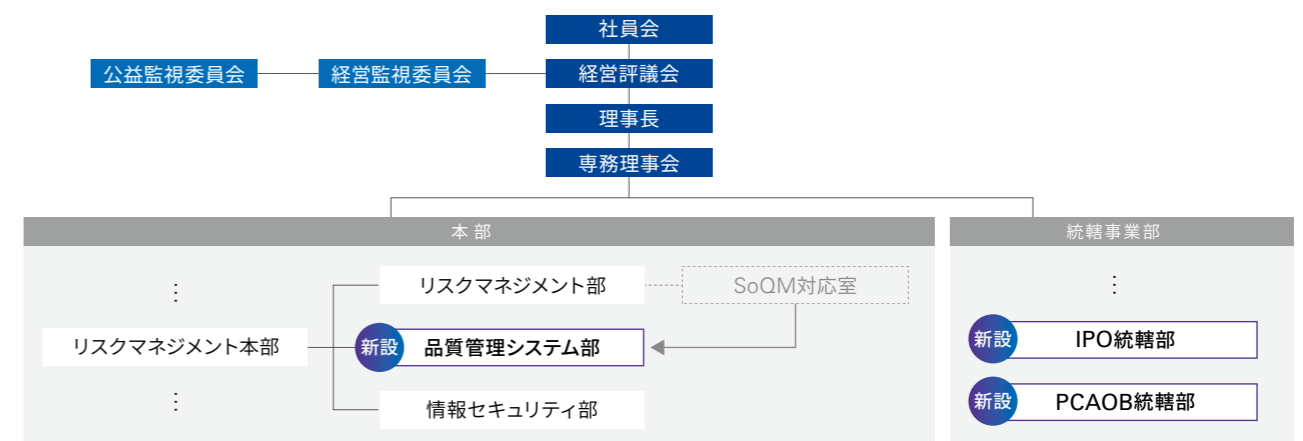 社員会
公益監視委員会
経営監視委員会
経営評議会
理事長
専務理事会
本部
統轄事業部
リスクマネジメント部
SoQM対応室
⋮
⋮
リスクマネジメント本部
新設
品質管理システム部
新設
IPO統轄部
⋮
情報セキュリティ部
新設
PCAOB統轄部